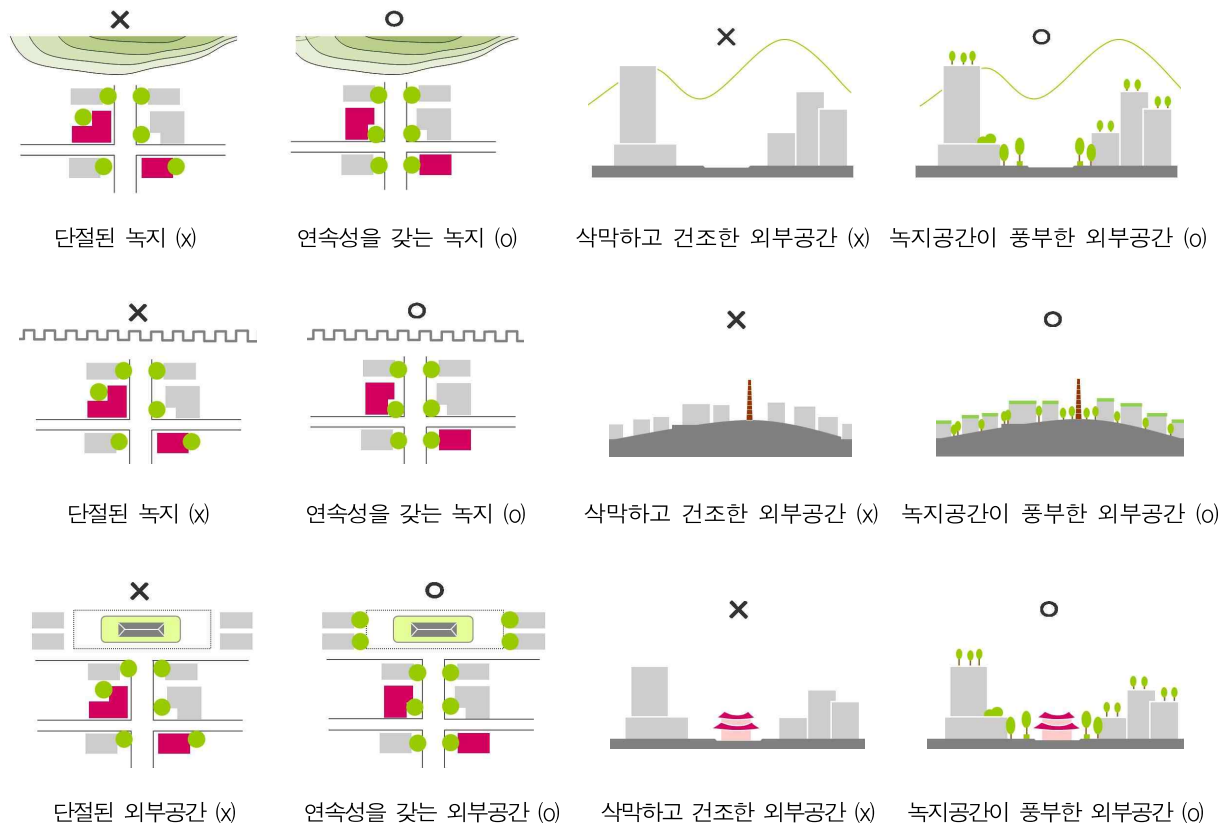 단절된 녹지 (x)
연속성을 갖는 녹지 (o)
삭막하고 건조한 외부공간 (x)
녹지공간이 풍부한 외부공간 (o)
단절된 녹지 (x)
연속성을 갖는 녹지 (o)
삭막하고 건조한 외부공간 (x)
녹지공간이 풍부한 외부공간 (o)
단절된 외부공간 (x)
연속성을 갖는 외부공간 (o)
삭막하고 건조한 외부공간 (x)
녹지공간이 풍부한 외부공간 (o)